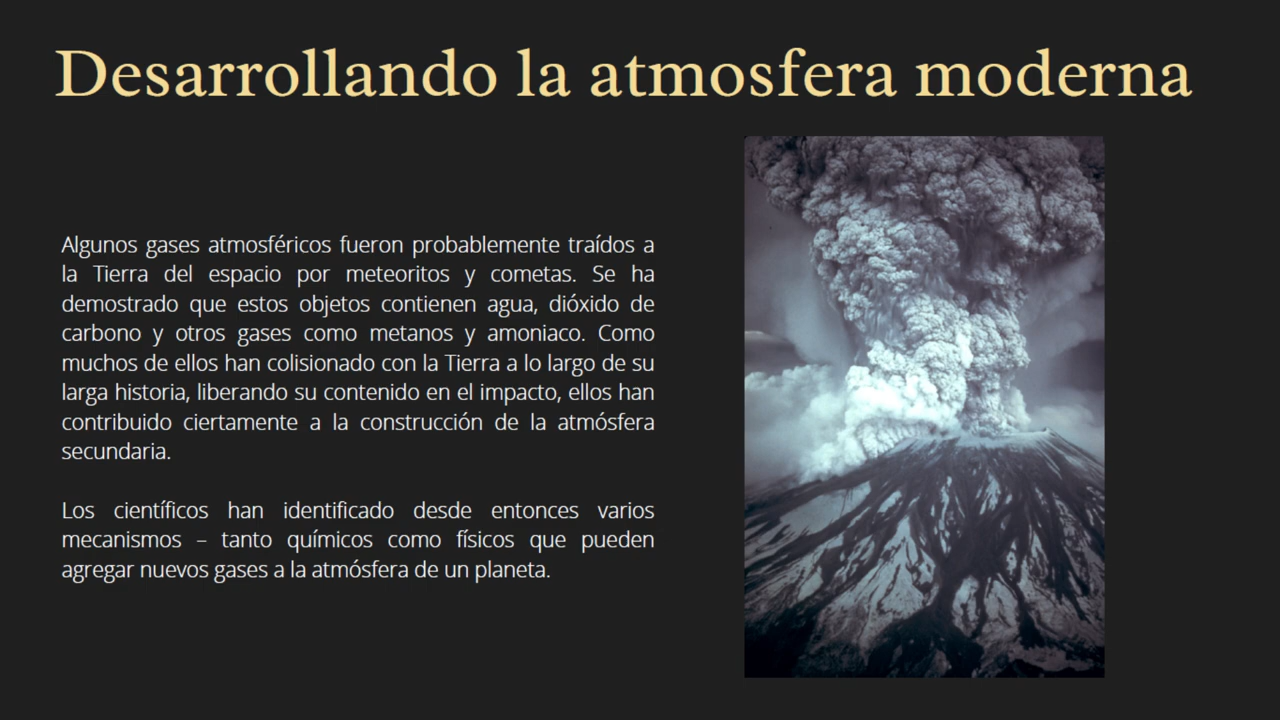 Desarrollando la atmosfera moderna
Algunos gases atmosféricos fueron probablemente traídos a
la Tierra del espacio por meteoritos y cometas. Se ha
demostrado que estos objetos contienen agua, dióxido de
carbono y otros gases como metanos y amoniaco. Como
muchos de ellos han colisionado con la Tierra a lo largo de su
larga historia, liberando su contenido en el impacto, ellos han
contribuido ciertamente a la construcción de la atmósfera
secundaria.
Los científicos han identificado desde entonces varios
mecanismos – tanto químicos como físicos que pueden
agregar nuevos gases a la atmósfera de un planeta.